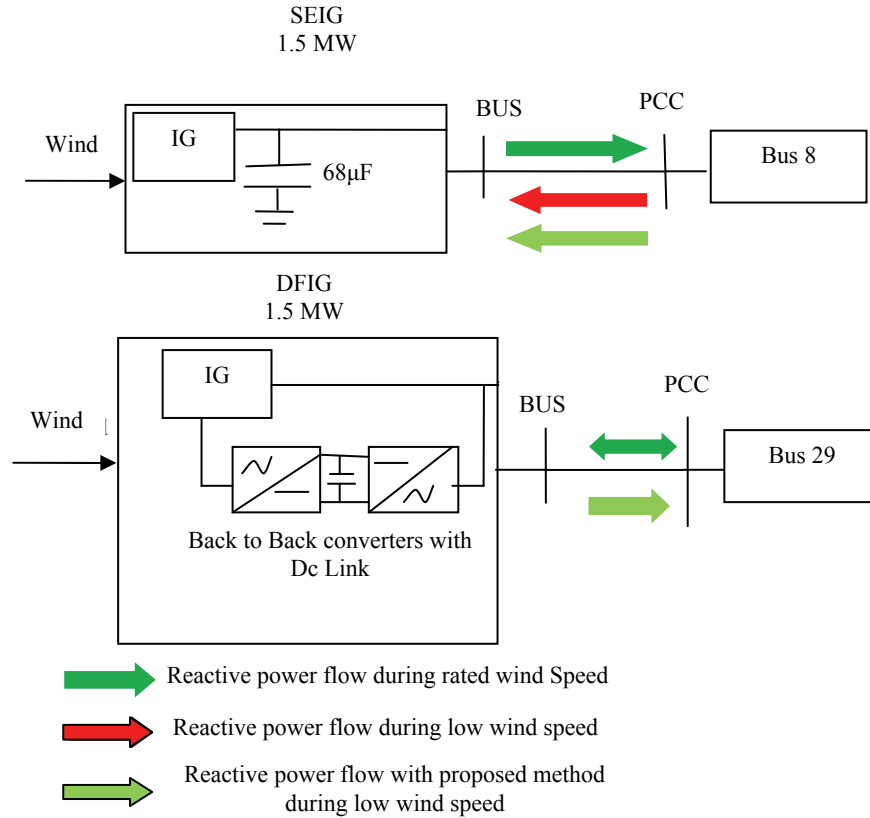 SEIG
1.5 MW
Wind
IG
68μF
BUS
PCC
Bus 8
DFIG
1.5 MW
Wind
IG
BUS
PCC
Bus 29
Back to Back converters with
Dc Link
Reactive power flow during rated wind Speed
Reactive power flow during low wind speed
Reactive power flow with proposed method
during low wind speed